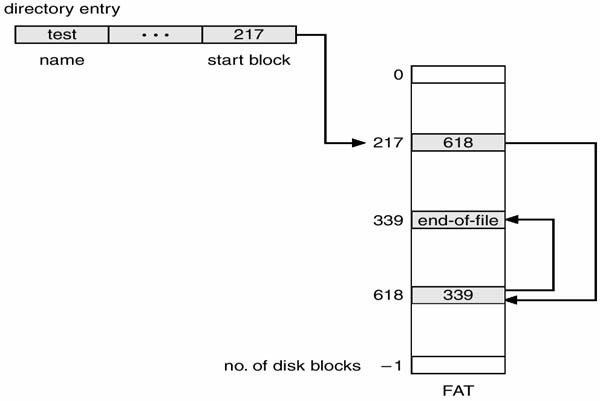 directory entry
test ••• 217
name start block
0
217 618
339 end-of-file
618 339
no. of disk blocks −1
FAT